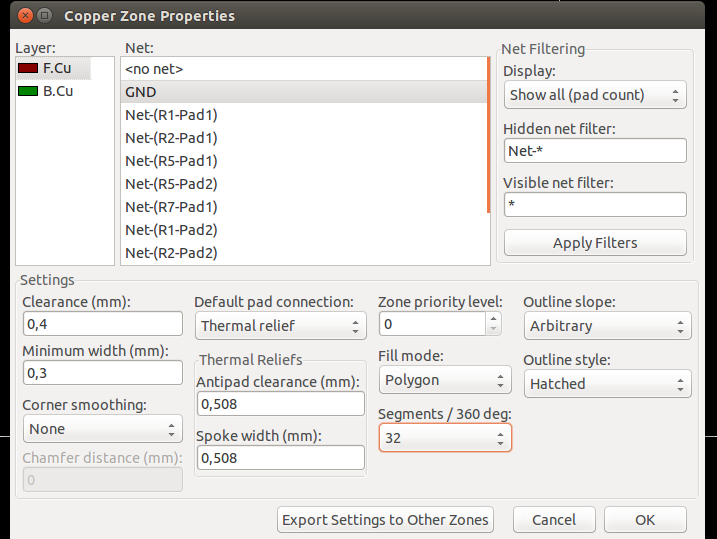 Copper Zone Properties
Layer:
F.Cu
B.Cu
Net:
<no net>
GND
Net-(R1-Pad1)
Net-(R2-Pad1)
Net-(R5-Pad1)
Net-(R5-Pad2)
Net-(R7-Pad1)
Net-(R1-Pad2)
Net-(R2-Pad2)
Net Filtering
Display:
Show all (pad count)
Hidden net filter:
Net-*
Visible net filter:
*
Apply Filters
Settings
Clearance (mm):
0,4
Minimum width (mm):
0,3
Corner smoothing:
None
Chamfer distance (mm):
0
Default pad connection:
Thermal relief
Thermal Reliefs
Antipad clearance (mm):
0,508
Spoke width (mm):
0,508
Zone priority level:
0
Fill mode:
Polygon
Segments / 360 deg:
32
Outline slope:
Arbitrary
Outline style:
Hatched
Export Settings to Other Zones
Cancel
OK